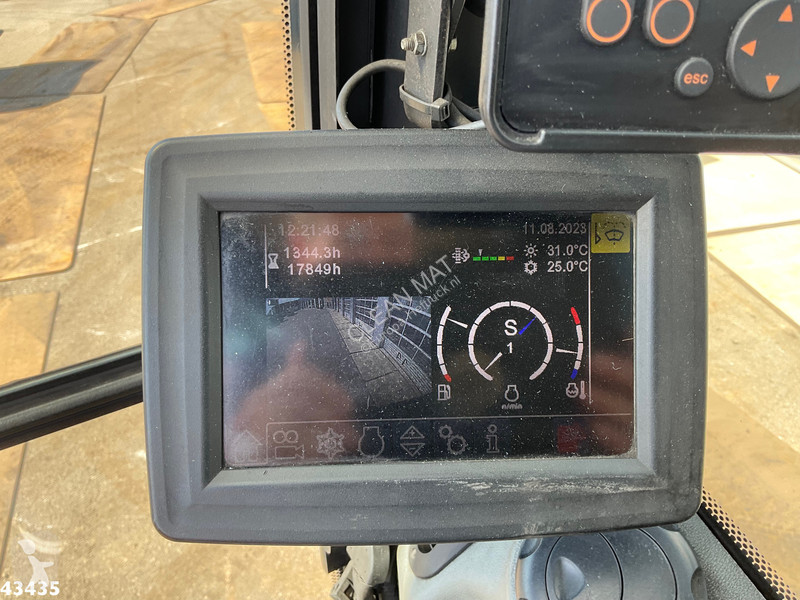 esc
12:21:48
11.08.2023
1344.3h
31.0°C
17849h
25.0°C
S
1
n/min
43435